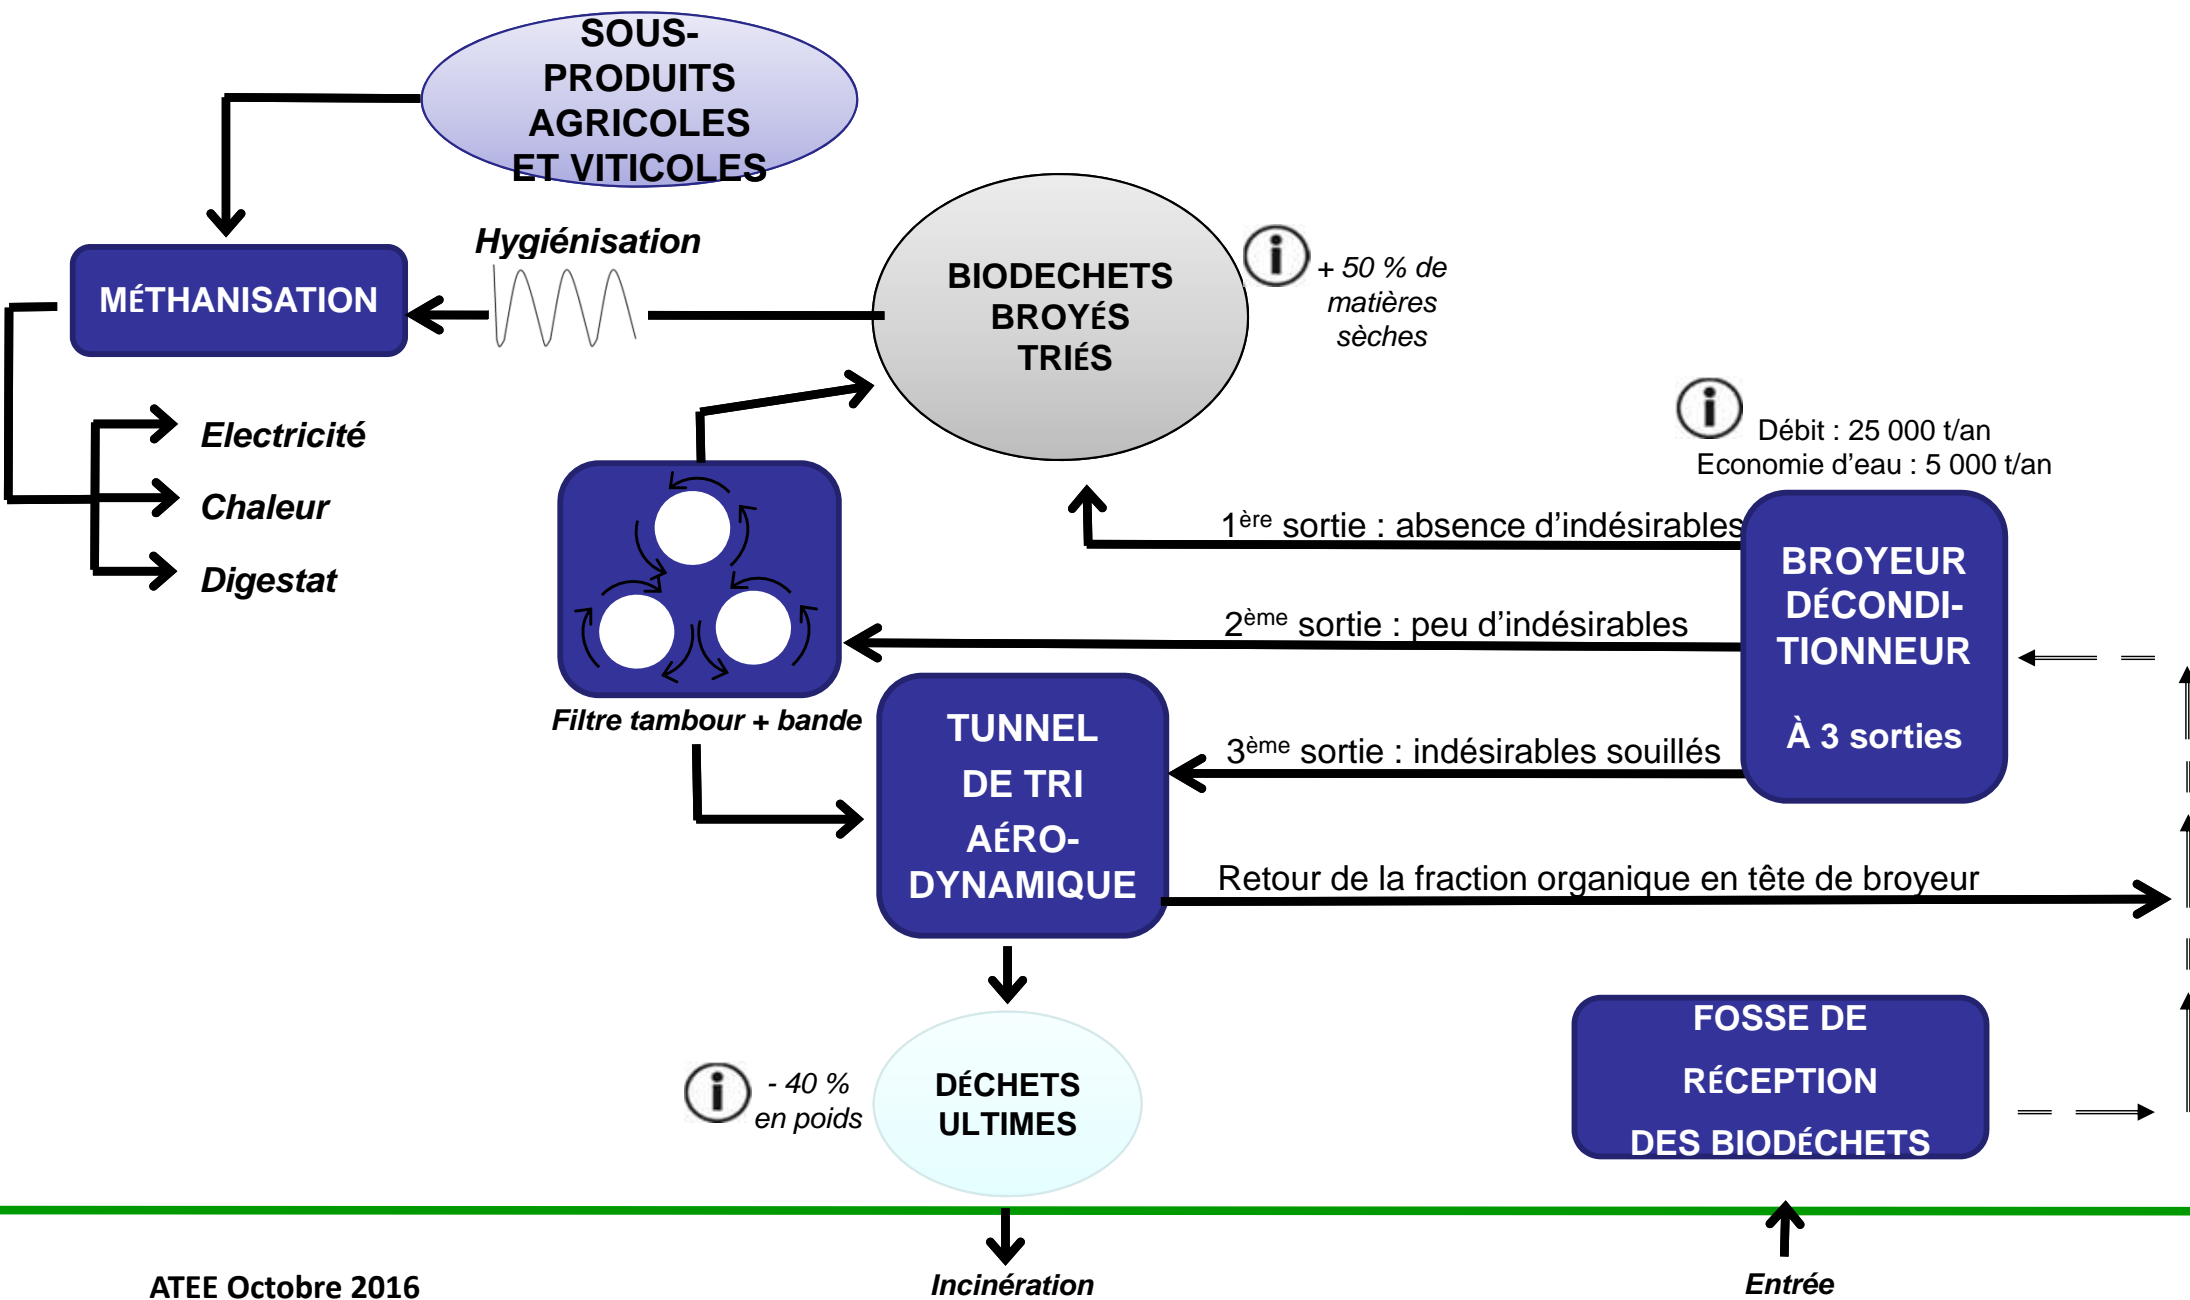 SOUS-
PRODUITS
AGRICOLES
ET VITICOLES
Hygiénisation
MÉTHANISATION
BIODECHETS
BROYÉS
TRIÉS
+ 50 % de
matières
sèches
Electricité
Chaleur
Digestat
Débit : 25 000 t/an
Economie d’eau : 5 000 t/an
1ère sortie : absence d’indésirables
2ème sortie : peu d’indésirables
3ème sortie : indésirables souillés
BROYEUR
DÉCONDI-
TIONNEUR
À 3 sorties
Filtre tambour + bande
TUNNEL
DE TRI
AÉRO-
DYNAMIQUE
Retour de la fraction organique en tête de broyeur
- 40 %
en poids
DÉCHETS
ULTIMES
FOSSE DE
RÉCEPTION
DES BIODÉCHETS
ATEE Octobre 2016
Incinération
Entrée